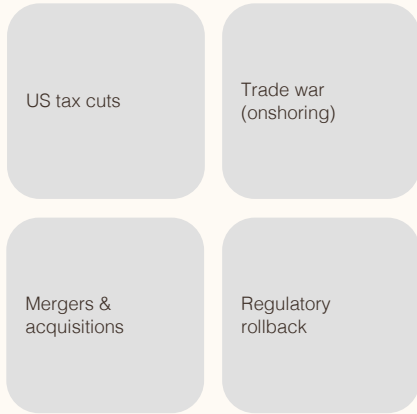 US tax cuts
Trade war
(onshoring)
Mergers &
acquisitions
Regulatory
rollback